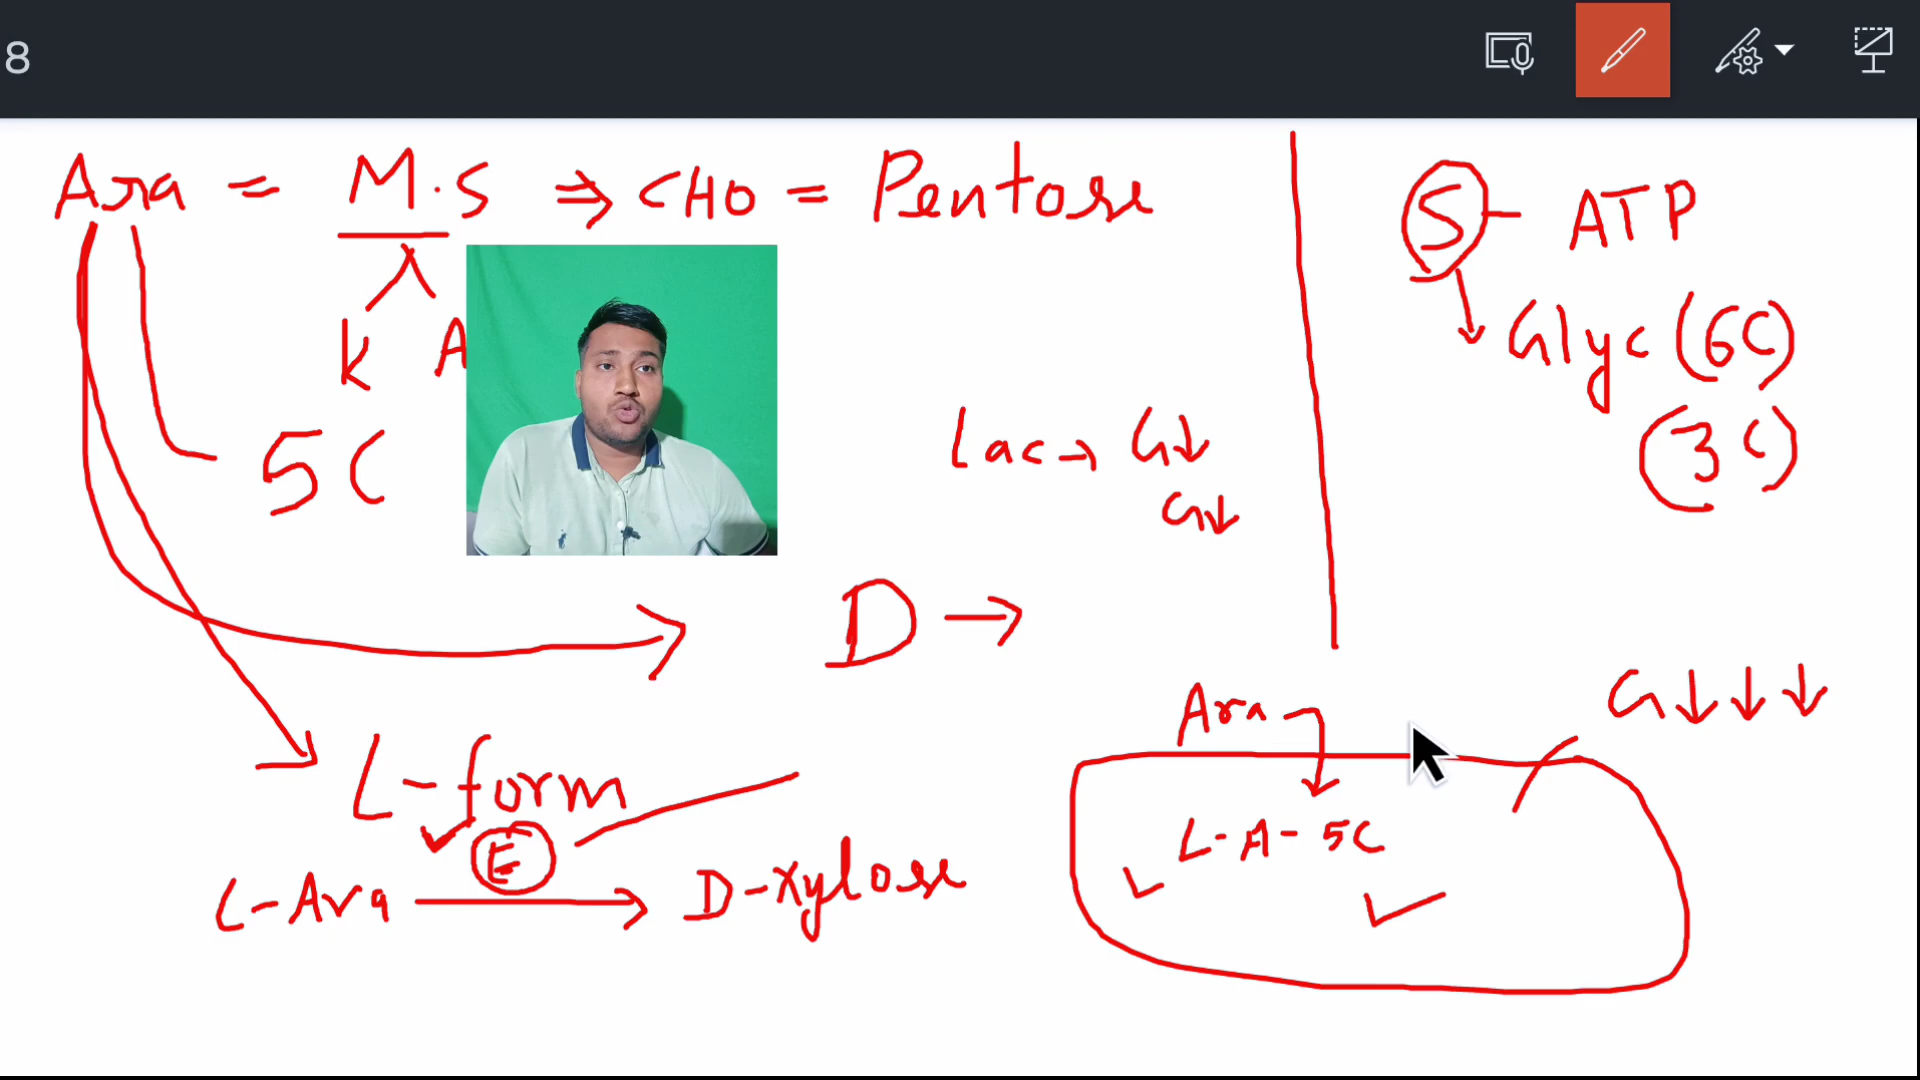 8
Ara = M.S ⇒ CHO = Pentose
K A
5C
Lac → G↓
G↓
D →
L-form
E
L-Ara → D-Xylose
S - ATP
↓ Glyc (6C)
(3C)
G↓↓↓
Ara
L-A-5C